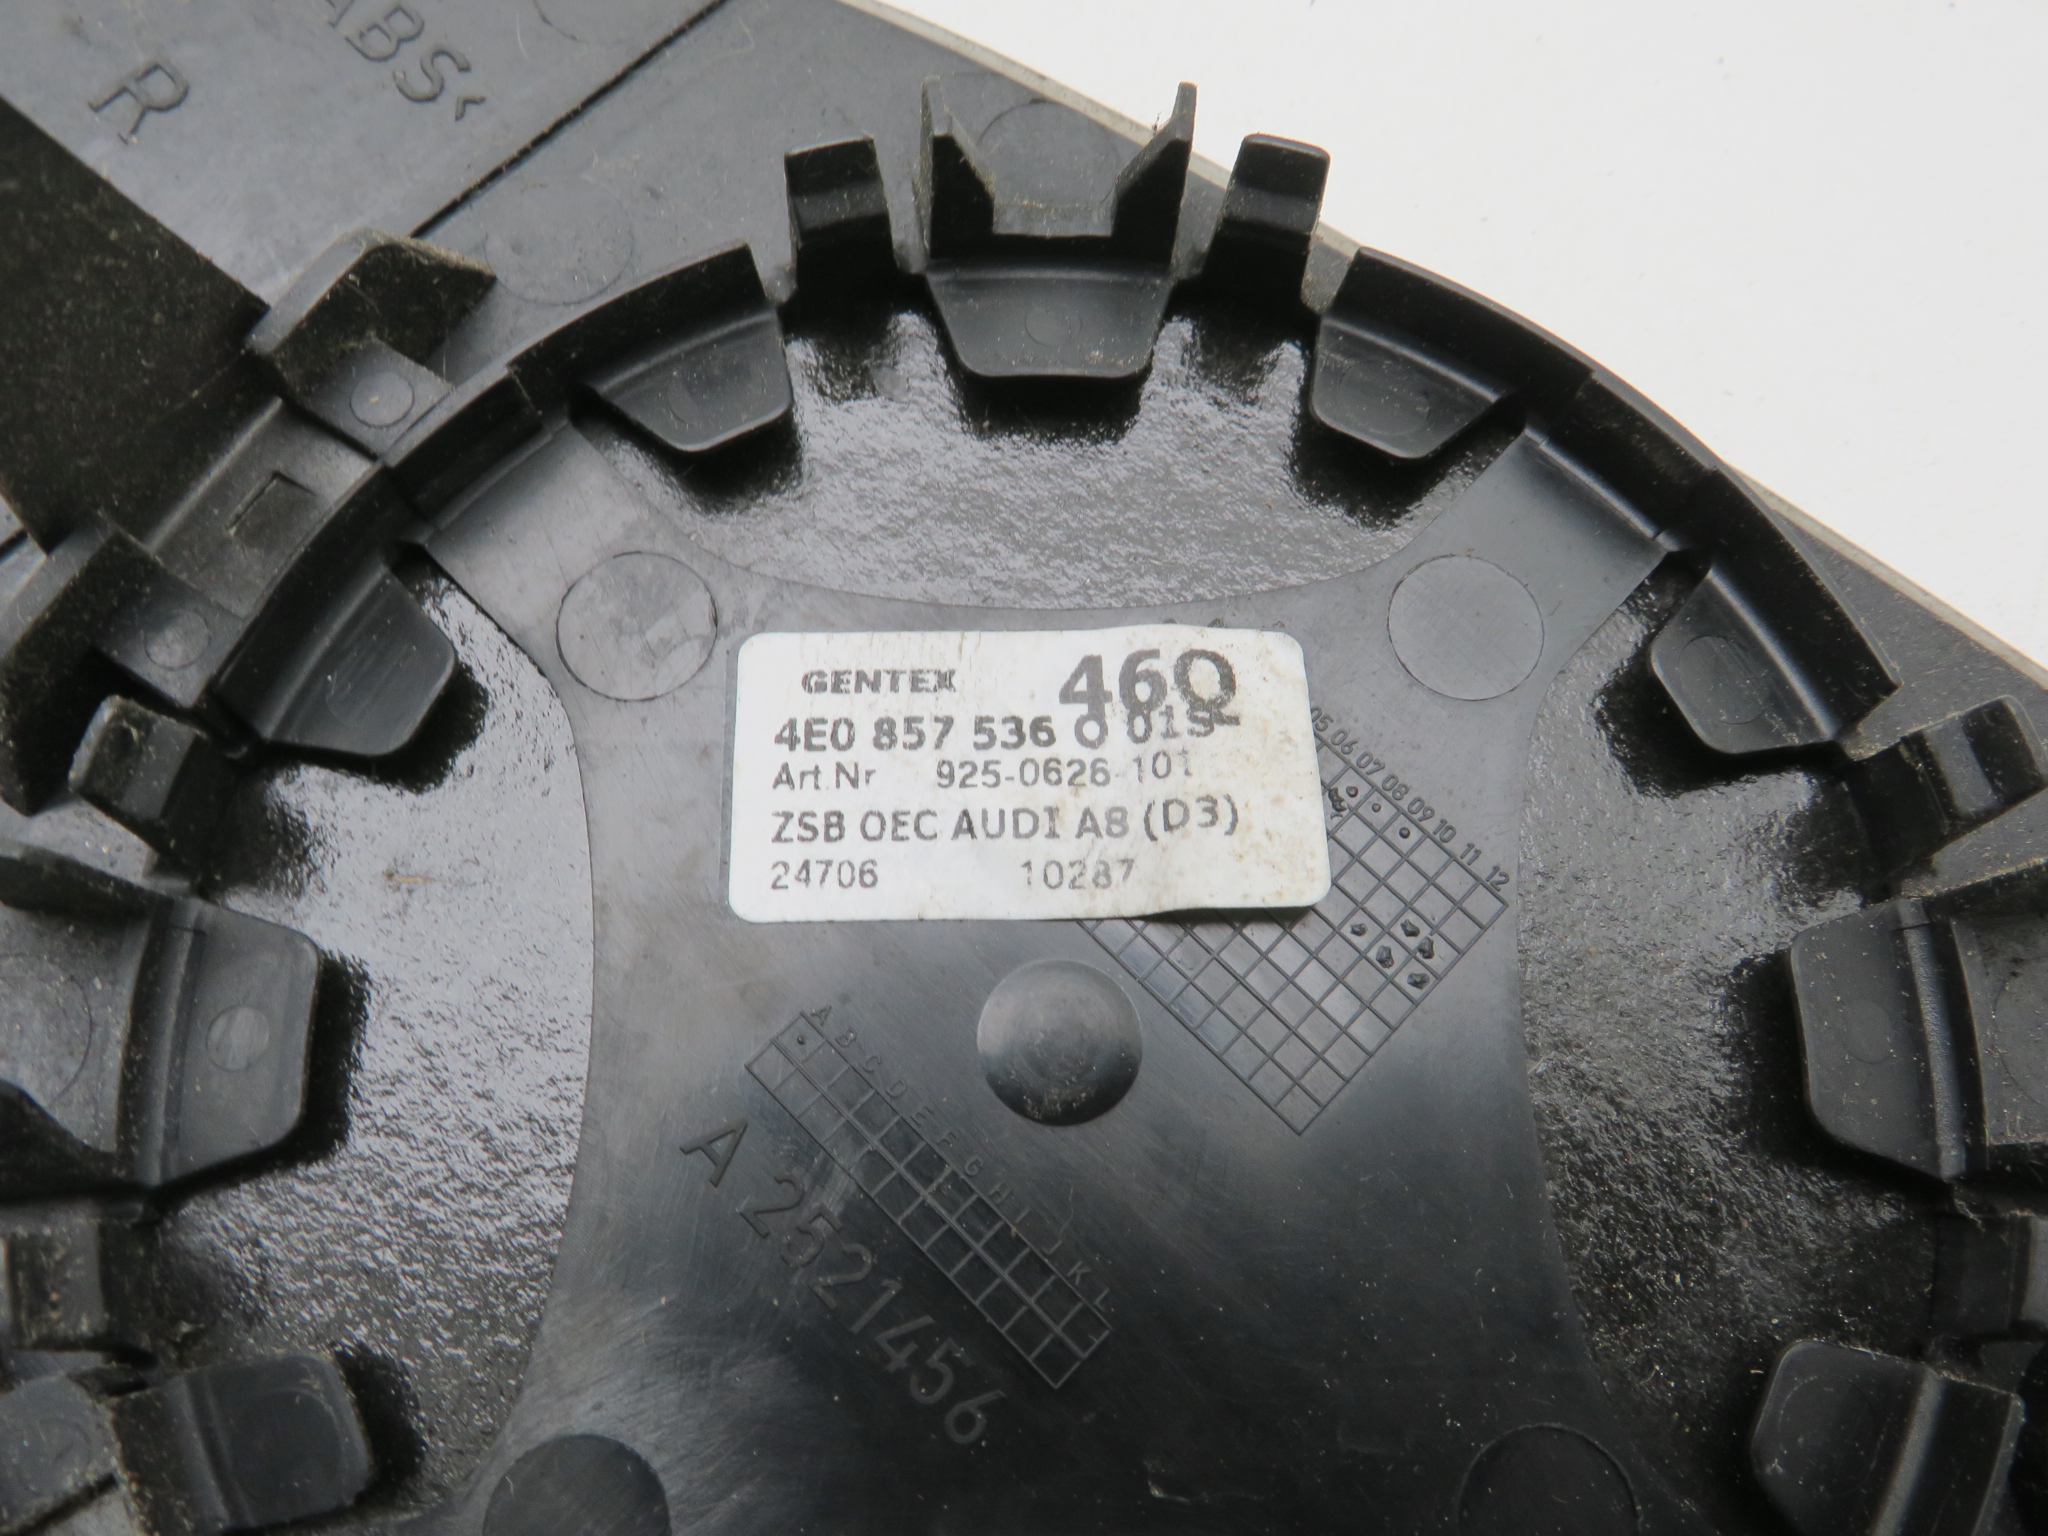 ABS<
R
GENTEX 46Q
4E0 857 536 O 01S
Art.Nr 925-0626-101
ZSB OEC AUDI A8 (D3)
24706 10287
05 06 07 08 09 10 11 12
A B C D E F G H I J K L
A 2521456